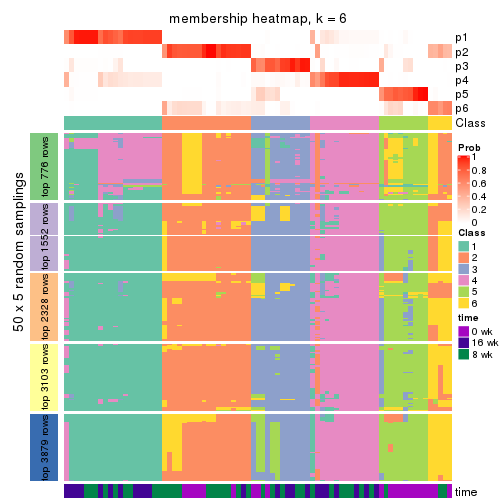 membership heatmap, k = 6
p1
p2
p3
p4
p5
p6
Class
50 x 5 random samplings
top 776 rows
top 1552 rows
top 2328 rows
top 3103 rows
top 3879 rows
time
Prob
1
0.8
0.6
0.4
0.2
0
Class
1
2
3
4
5
6
time
0 wk
16 wk
8 wk